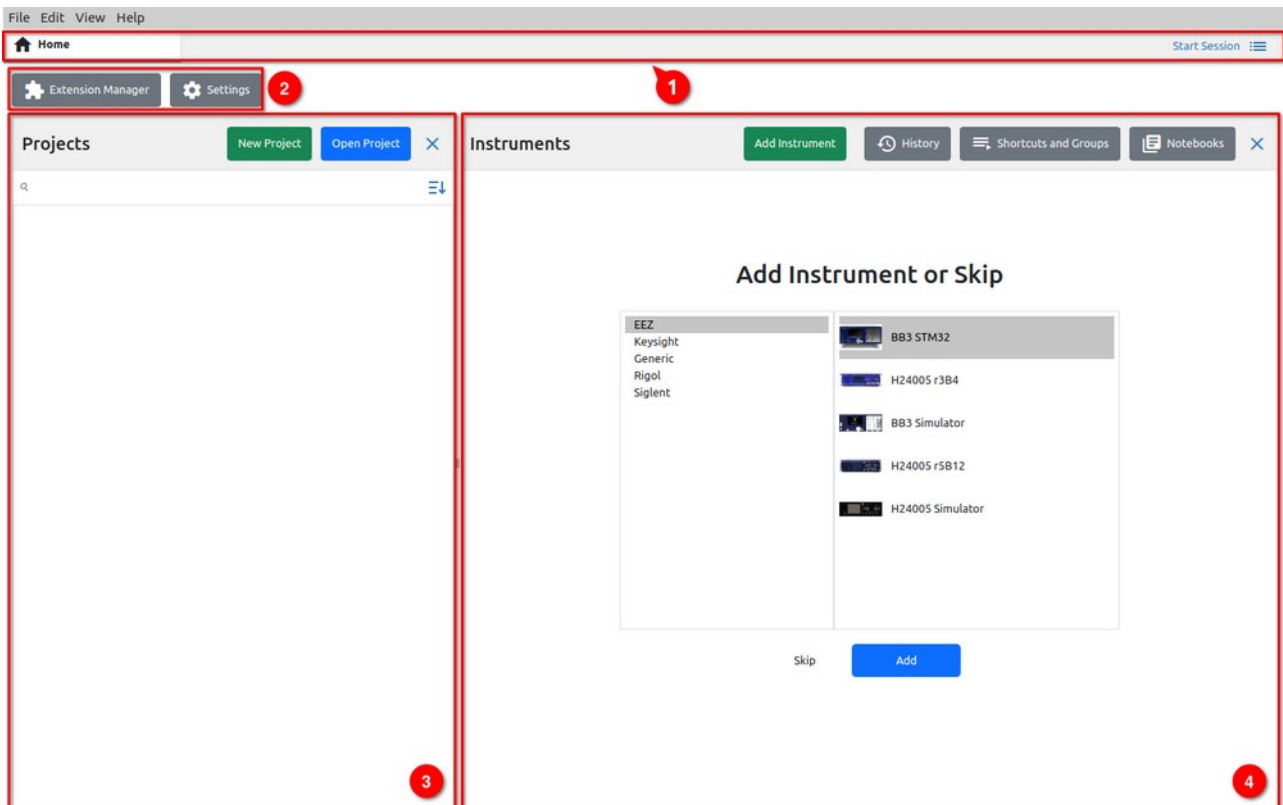 File Edit View Help
Home
Start Session
1
Extension Manager
Settings
2
Projects
New Project
Open Project
Instruments
Add Instrument
History
Shortcuts and Groups
Notebooks
Add Instrument or Skip
EEZ
Keysight
Generic
Rigol
Siglent
BB3 STM32
H24005 r3B4
BB3 Simulator
H24005 r5B12
H24005 Simulator
Skip
Add
3
4